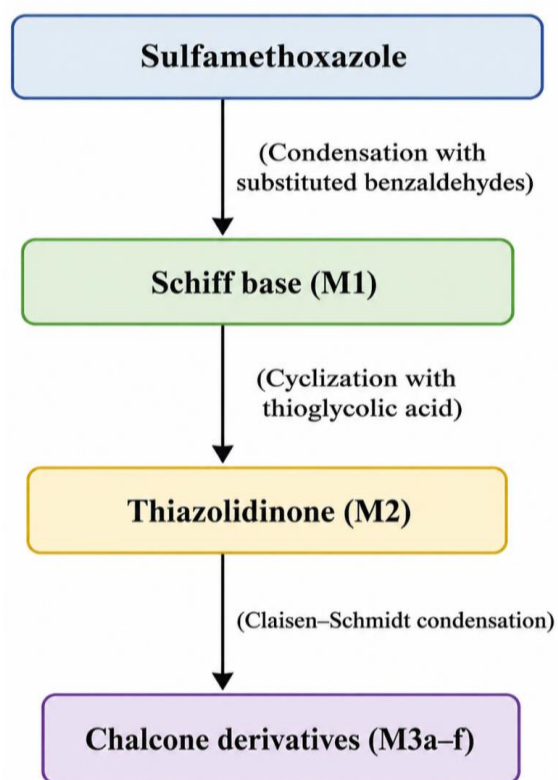 Sulfamethoxazole
(Condensation with
substituted benzaldehydes)
Schiff base (M1)
(Cyclization with
thioglycolic acid)
Thiazolidinone (M2)
(Claisen–Schmidt condensation)
Chalcone derivatives (M3a–f)